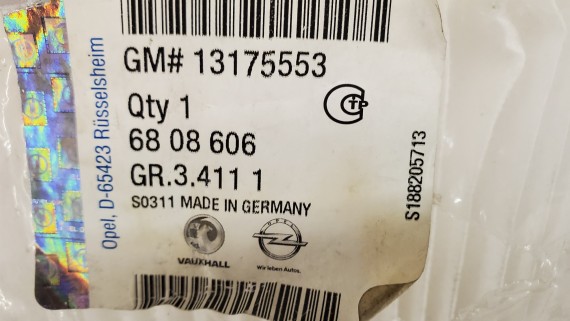 GM# 13175553
Qty 1
68 08 606
GR.3.411 1
S0311 MADE IN GERMANY
VAUXHALL
OPEL
Wir leben Autos.
Opel, D-65423 Rüsselsheim
S188205713